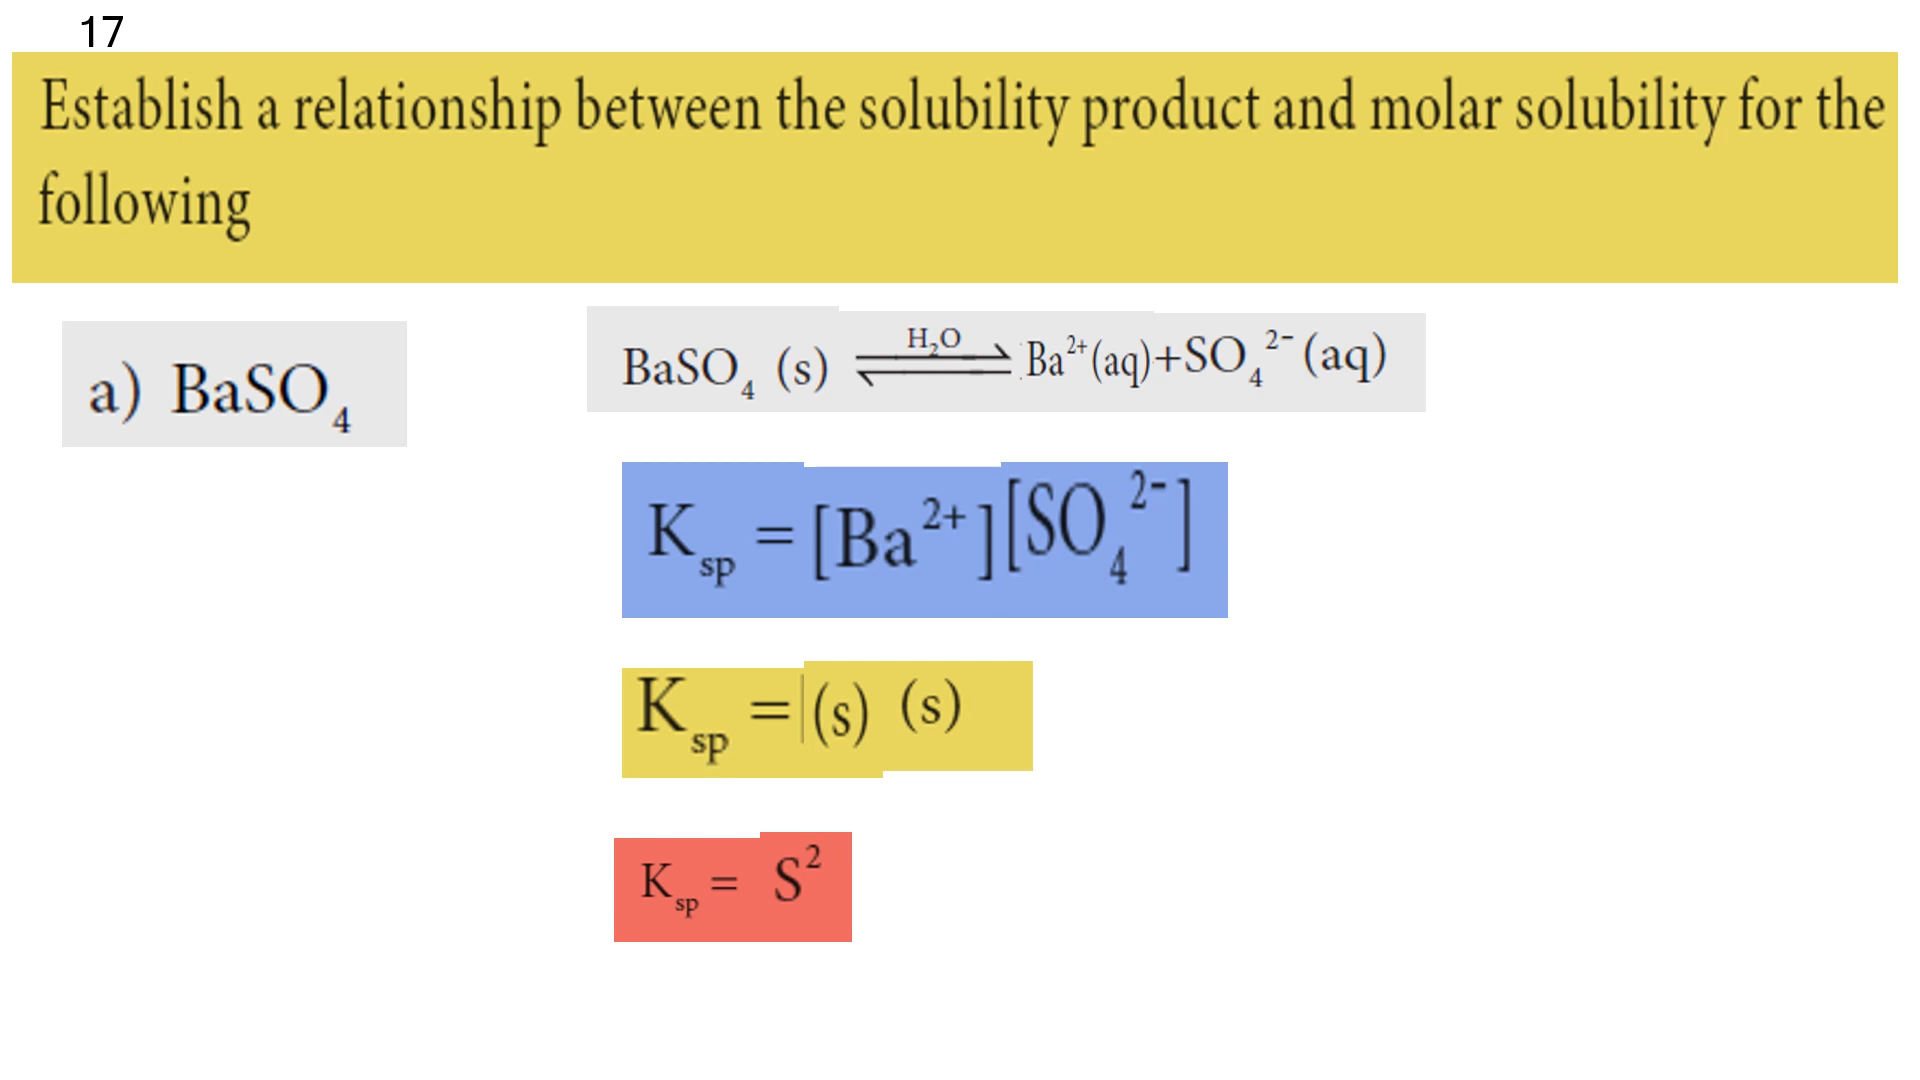 17
Establish a relationship between the solubility product and molar solubility for the
following
a) BaSO₄
BaSO₄ (s) ⇌ Ba²⁺(aq)+SO₄²⁻(aq)
H₂O
Kₛₚ = [Ba²⁺][SO₄²⁻]
Kₛₚ = (s) (s)
Kₛₚ = S²